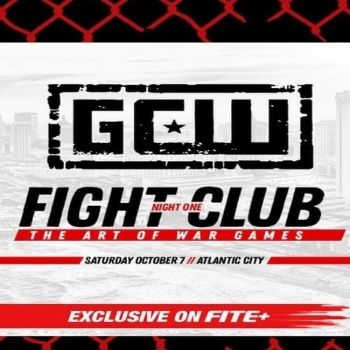 GCW
FIGHT CLUB
NIGHT ONE
THE ART OF WAR GAMES
SATURDAY OCTOBER 7 // ATLANTIC CITY
EXCLUSIVE ON FITE+